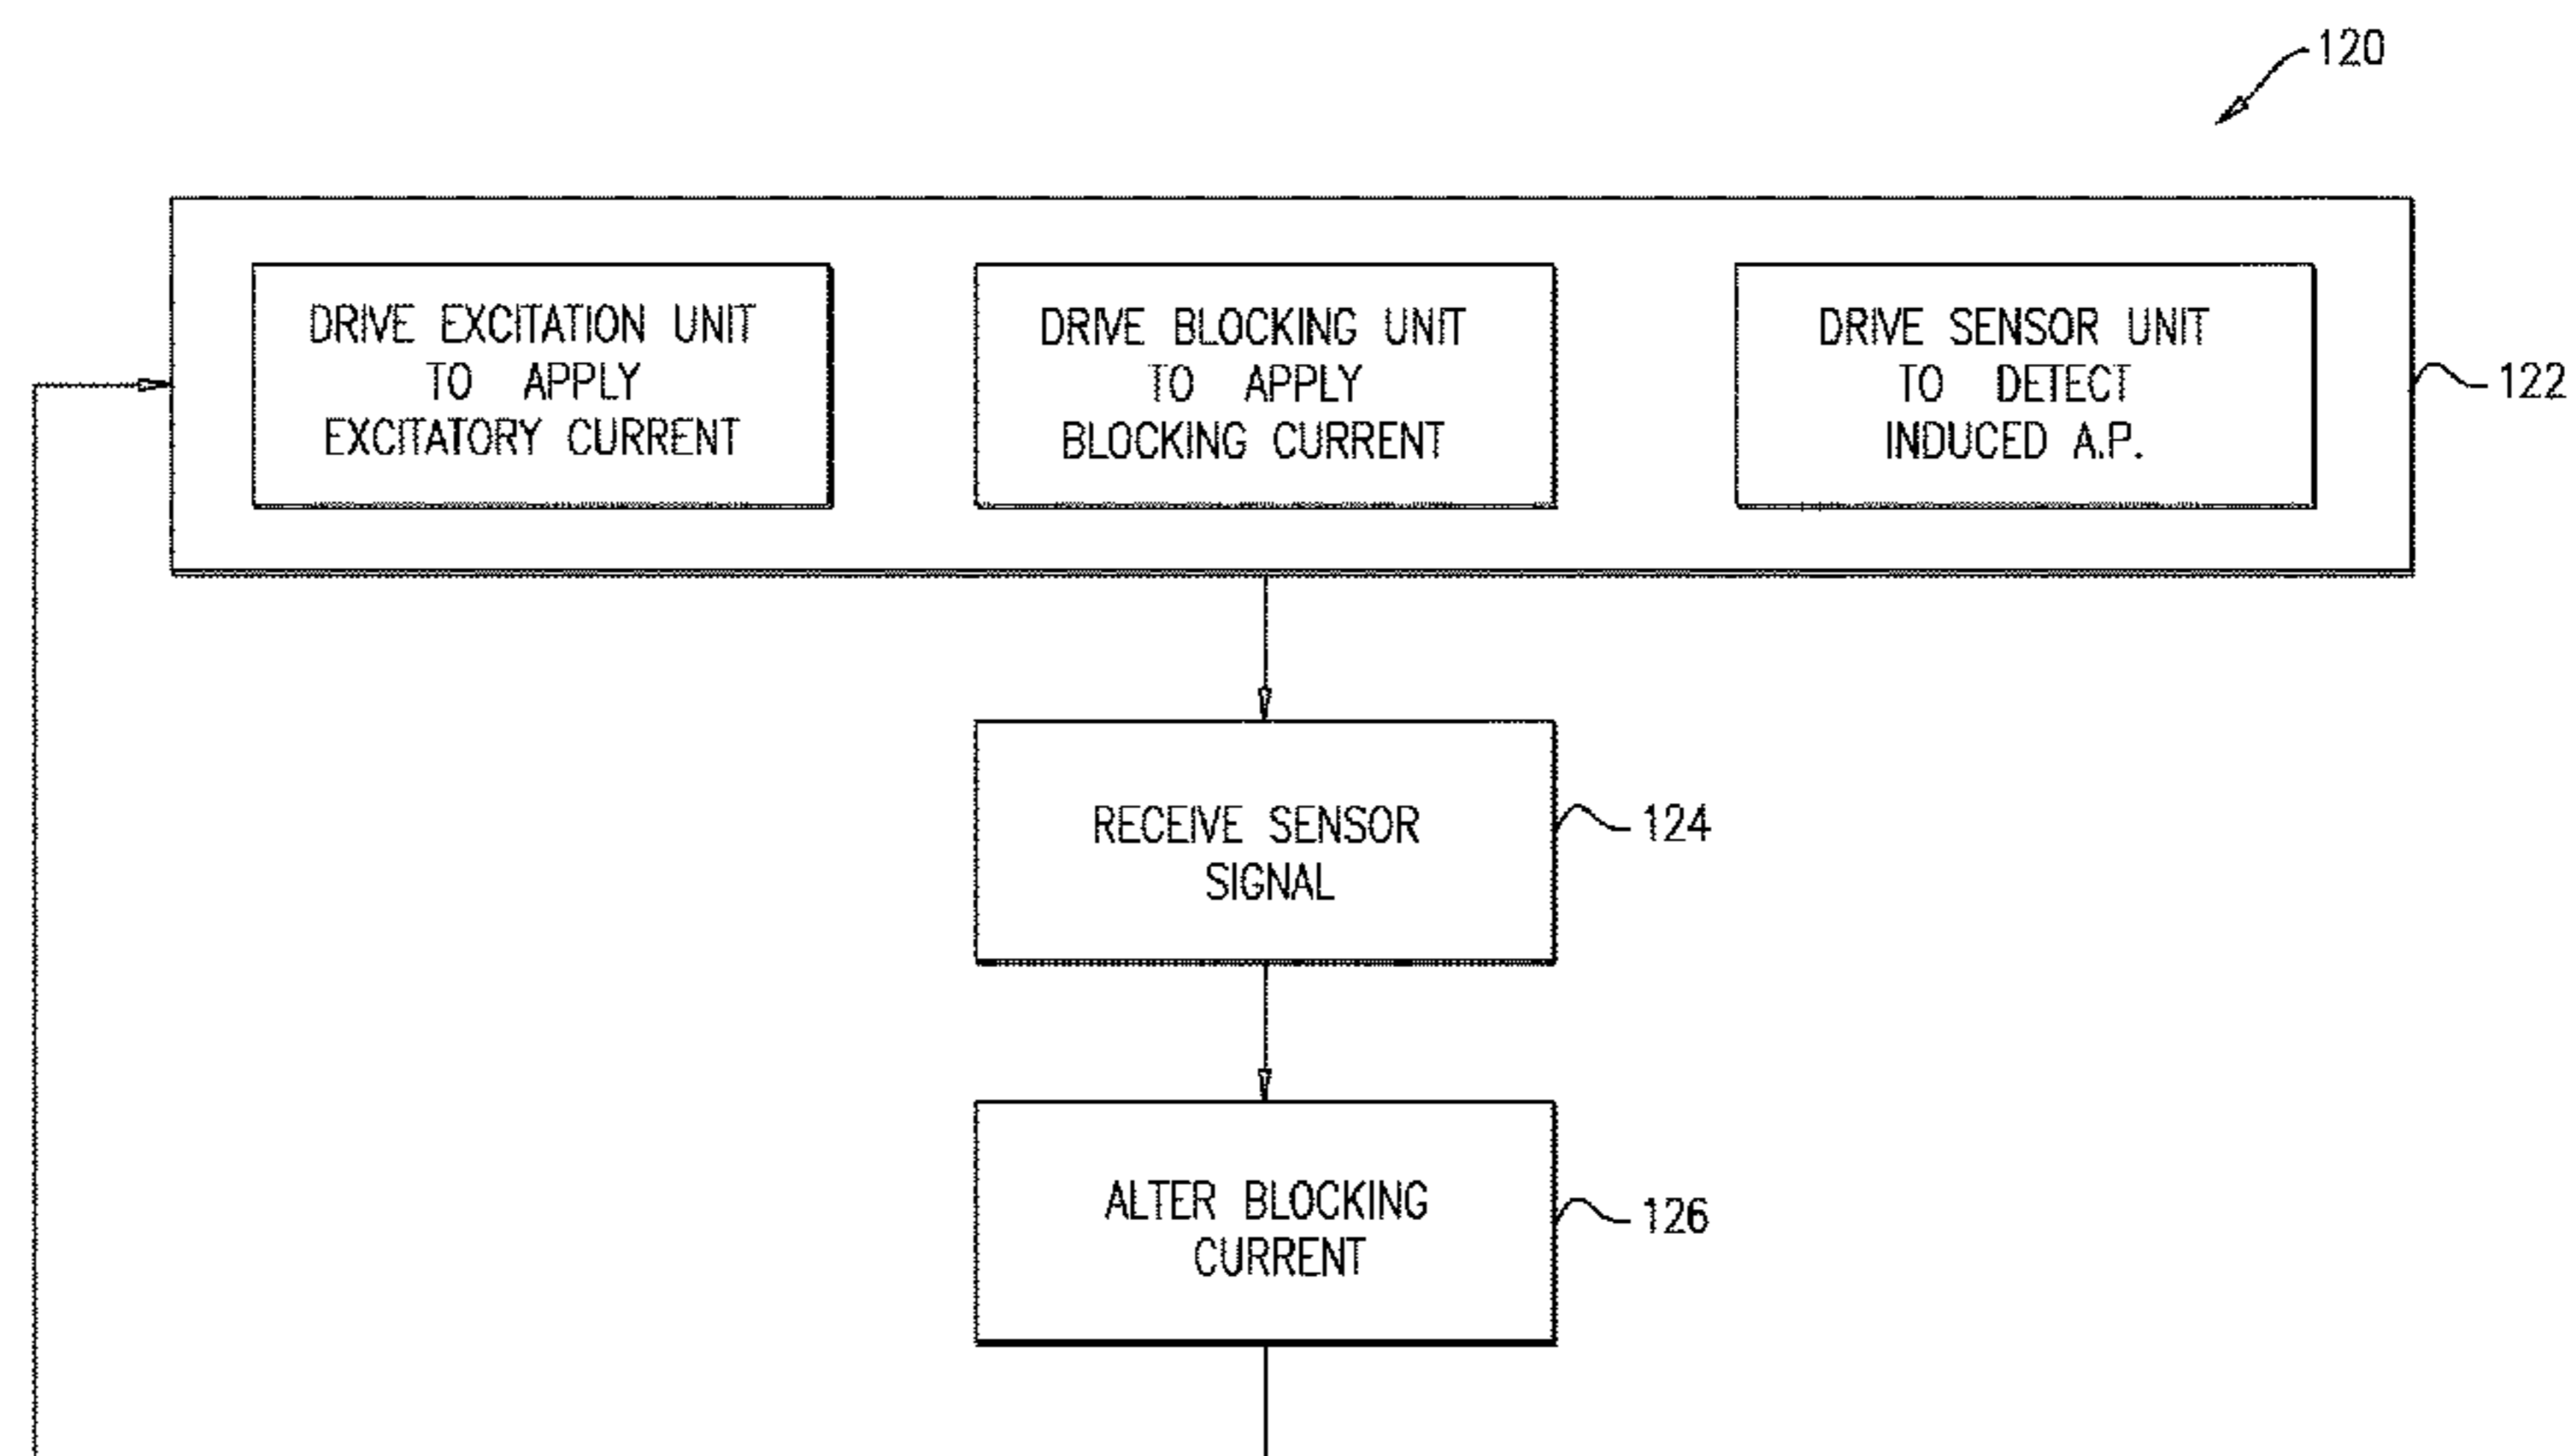 120
DRIVE EXCITATION UNIT
TO APPLY
EXCITATORY CURRENT
DRIVE BLOCKING UNIT
TO APPLY
BLOCKING CURRENT
DRIVE SENSOR UNIT
TO DETECT
INDUCED A.P.
122
RECEIVE SENSOR
SIGNAL
124
ALTER BLOCKING
CURRENT
126